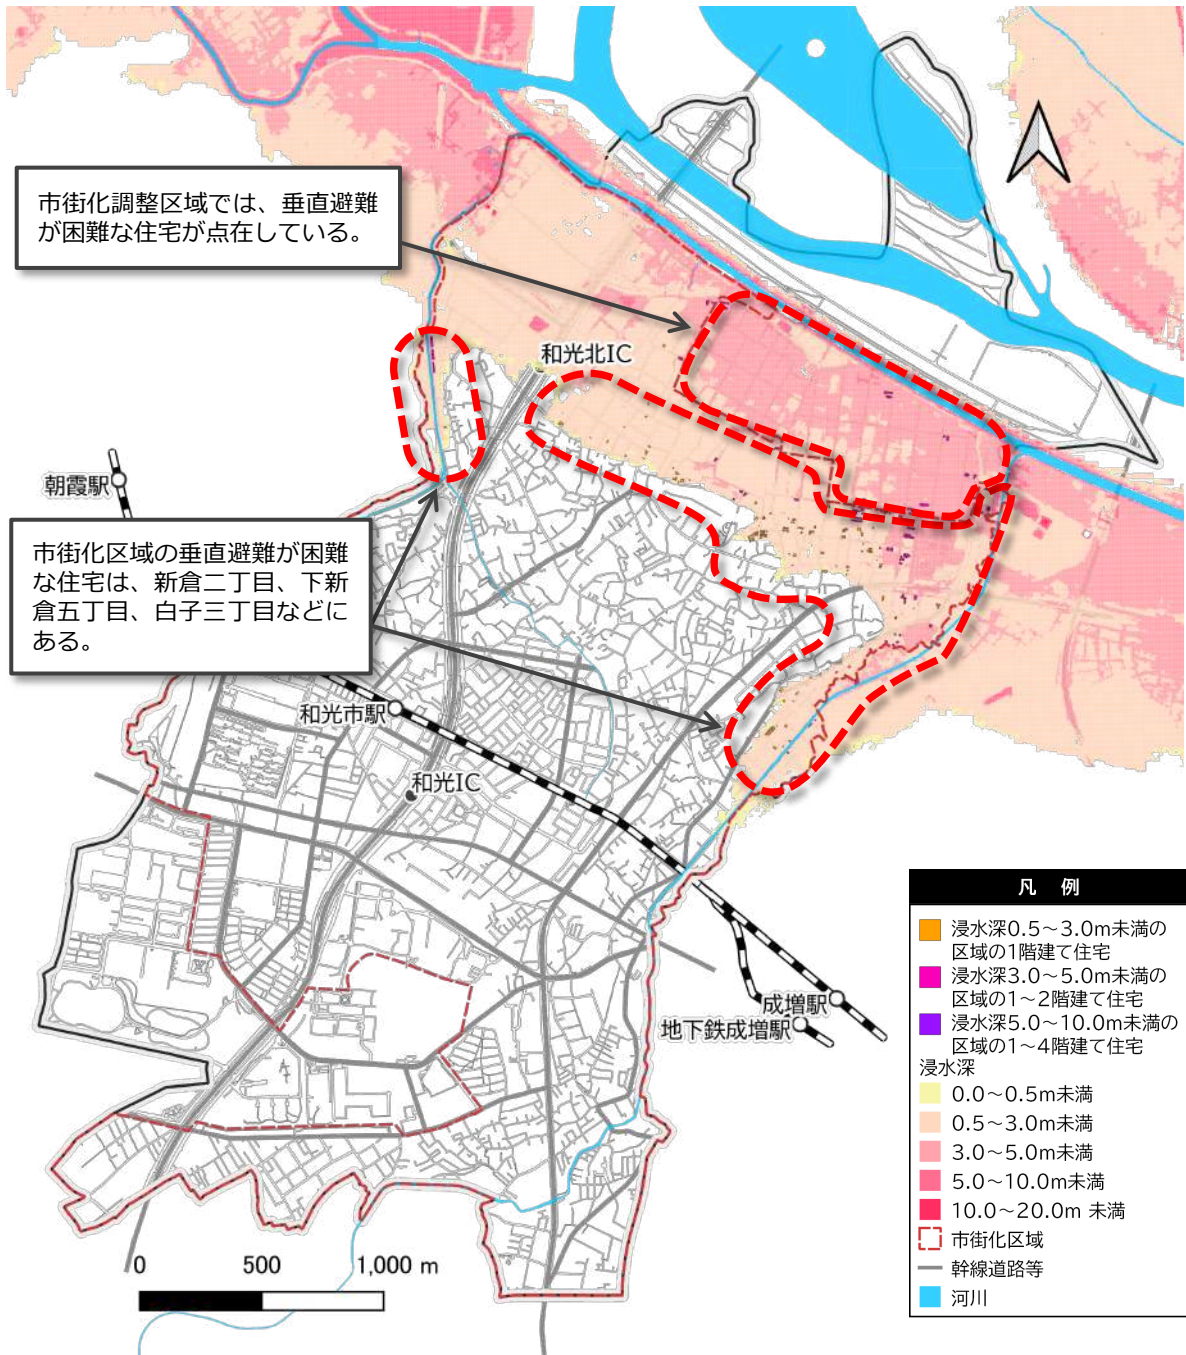 市街化調整区域では、垂直避難
が困難な住宅が点在している。
和光北IC
朝霞駅
市街化区域の垂直避難が困難
な住宅は、新倉二丁目、下新
倉五丁目、白子三丁目などに
ある。
和光市駅
和光IC
成増駅
地下鉄成増駅
凡 例
浸水深0.5～3.0m未満の
区域の1階建て住宅
浸水深3.0～5.0m未満の
区域の1～2階建て住宅
浸水深5.0～10.0m未満の
区域の1～4階建て住宅
浸水深
0.0～0.5m未満
0.5～3.0m未満
3.0～5.0m未満
5.0～10.0m未満
10.0～20.0m 未満
市街化区域
幹線道路等
河川
0 500 1,000 m